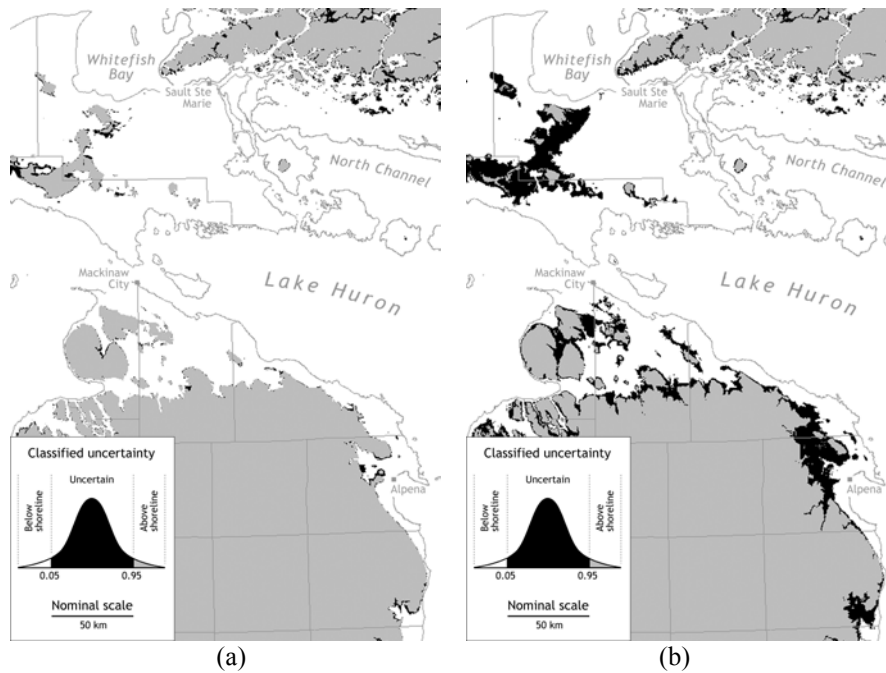 Whitefish
Bay
Sault Ste
Marie
North Channel
Mackinaw
City
Lake Huron
Alpena
Classified uncertainty
Uncertain
Below
shoreline
Above
shoreline
0.05 0.95
Nominal scale
50 km
(a)
Whitefish
Bay
Sault Ste
Marie
North Channel
Mackinaw
City
Lake Huron
Alpena
Classified uncertainty
Uncertain
Below
shoreline
Above
shoreline
0.05 0.95
Nominal scale
50 km
(b)